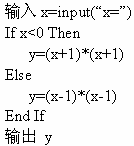 输入 x=input(“x=”)
If x<0 Then
y=(x+1)*(x+1)
Else
y=(x-1)*(x-1)
End If
输出 y